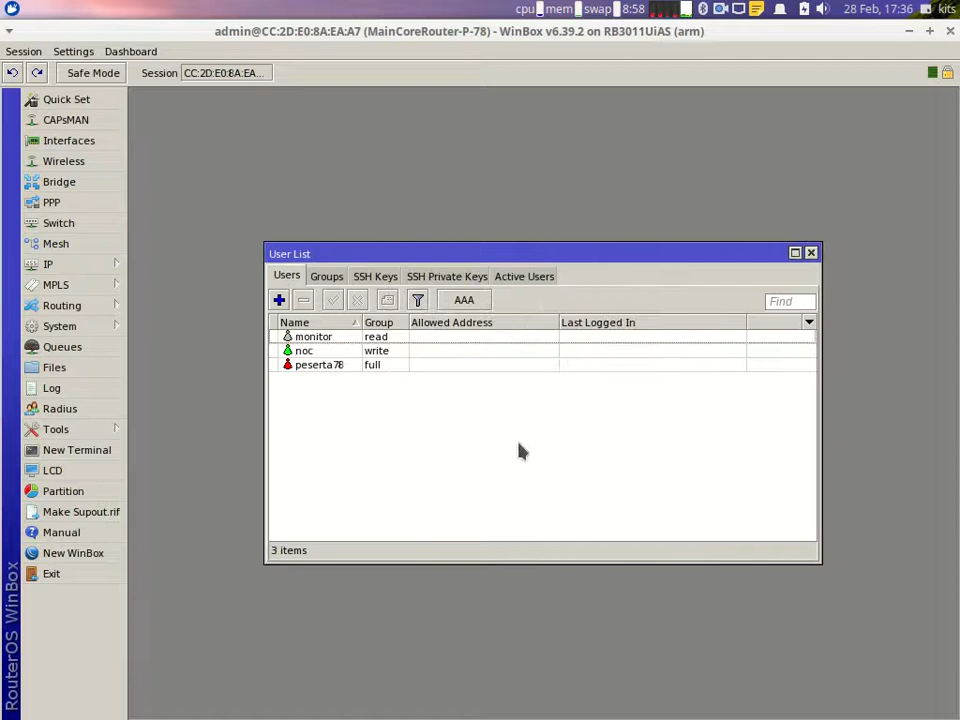 cpu mem swap 8:58 28 Feb, 17:36 kits
admin@CC:2D:E0:8A:EA:A7 (MainCoreRouter-P-78) - WinBox v6.39.2 on RB3011UiAS (arm)
Session Settings Dashboard
Safe Mode Session CC:2D:E0:8A:EA...
Quick Set
CAPsMAN
Interfaces
Wireless
Bridge
PPP
Switch
Mesh
IP
MPLS
Routing
System
Queues
Files
Log
Radius
Tools
New Terminal
LCD
Partition
Make Supout.rif
Manual
New WinBox
Exit
RouterOS WinBox
User List
Users Groups SSH Keys SSH Private Keys Active Users
AAA Find
Name Group Allowed Address Last Logged In
monitor read
noc write
peserta78 full
3 items